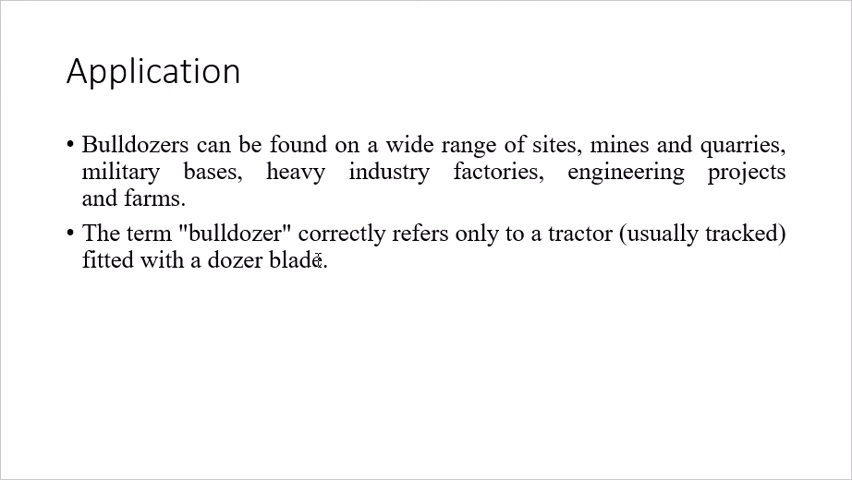 Application
• Bulldozers can be found on a wide range of sites, mines and quarries,
military bases, heavy industry factories, engineering projects
and farms.
• The term "bulldozer" correctly refers only to a tractor (usually tracked)
fitted with a dozer blade.